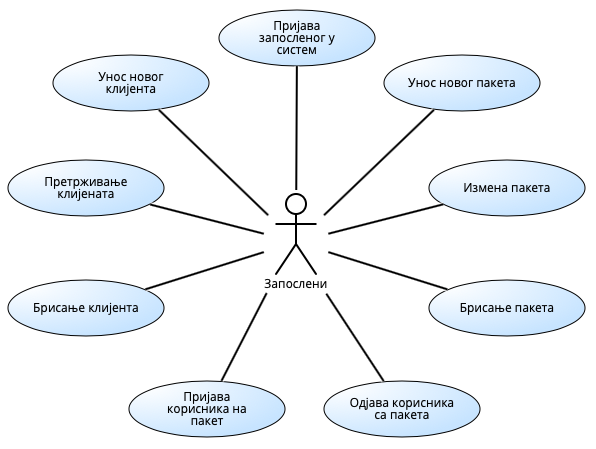 Пријава
запосленог у
систем
Унос новог
клијента
Унос новог пакета
Претрживање
клијената
Измена пакета
Запослени
Брисање клијента
Брисање пакета
Пријава
корисника на
пакет
Одјава корисника
са пакета